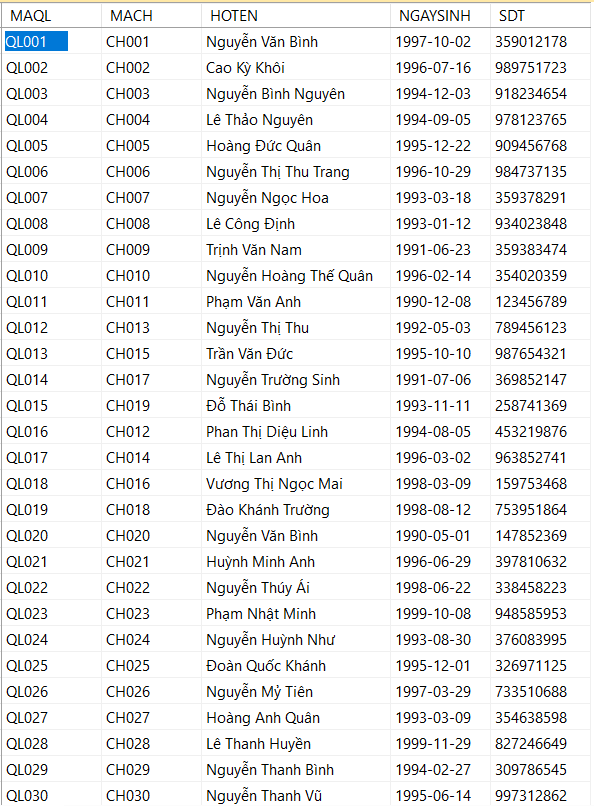 MAQL MACH HOTEN NGAYSINH SDT
QL001 CH001 Nguyễn Văn Bình 1997-10-02 359012178
QL002 CH002 Cao Kỳ Khôi 1996-07-16 989751723
QL003 CH003 Nguyễn Bình Nguyên 1994-12-03 918234654
QL004 CH004 Lê Thảo Nguyên 1994-09-05 978123765
QL005 CH005 Hoàng Đức Quân 1995-12-22 909456768
QL006 CH006 Nguyễn Thị Thu Trang 1996-10-29 984737135
QL007 CH007 Nguyễn Ngọc Hoa 1993-03-18 359378291
QL008 CH008 Lê Công Định 1993-01-12 934023848
QL009 CH009 Trịnh Văn Nam 1991-06-23 359383474
QL010 CH010 Nguyễn Hoàng Thế Quân 1996-02-14 354020359
QL011 CH011 Phạm Văn Anh 1990-12-08 123456789
QL012 CH013 Nguyễn Thị Thu 1992-05-03 789456123
QL013 CH015 Trần Văn Đức 1995-10-10 987654321
QL014 CH017 Nguyễn Trường Sinh 1991-07-06 369852147
QL015 CH019 Đỗ Thái Bình 1993-11-11 258741369
QL016 CH012 Phan Thị Diệu Linh 1994-08-05 453219876
QL017 CH014 Lê Thị Lan Anh 1996-03-02 963852741
QL018 CH016 Vương Thị Ngọc Mai 1998-03-09 159753468
QL019 CH018 Đào Khánh Trường 1998-08-12 753951864
QL020 CH020 Nguyễn Văn Bình 1990-05-01 147852369
QL021 CH021 Huỳnh Minh Anh 1996-06-29 397810632
QL022 CH022 Nguyễn Thúy Ái 1998-06-22 338458223
QL023 CH023 Phạm Nhật Minh 1999-10-08 948585953
QL024 CH024 Nguyễn Huỳnh Như 1993-08-30 376083995
QL025 CH025 Đoàn Quốc Khánh 1995-12-01 326971125
QL026 CH026 Nguyễn Mỷ Tiên 1997-03-29 733510688
QL027 CH027 Hoàng Anh Quân 1993-03-09 354638598
QL028 CH028 Lê Thanh Huyền 1999-11-29 827246649
QL029 CH029 Nguyễn Thanh Bình 1994-02-27 309786545
QL030 CH030 Nguyễn Thanh Vũ 1995-06-14 997312862